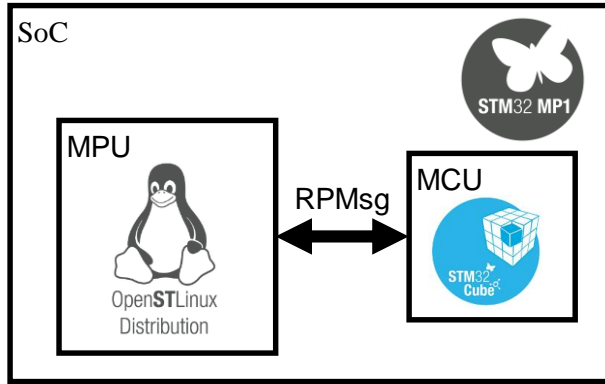 SoC
STM32 MP1
MPU
MCU
RPMsg
OpenSTLinux
Distribution
STM32
Cube